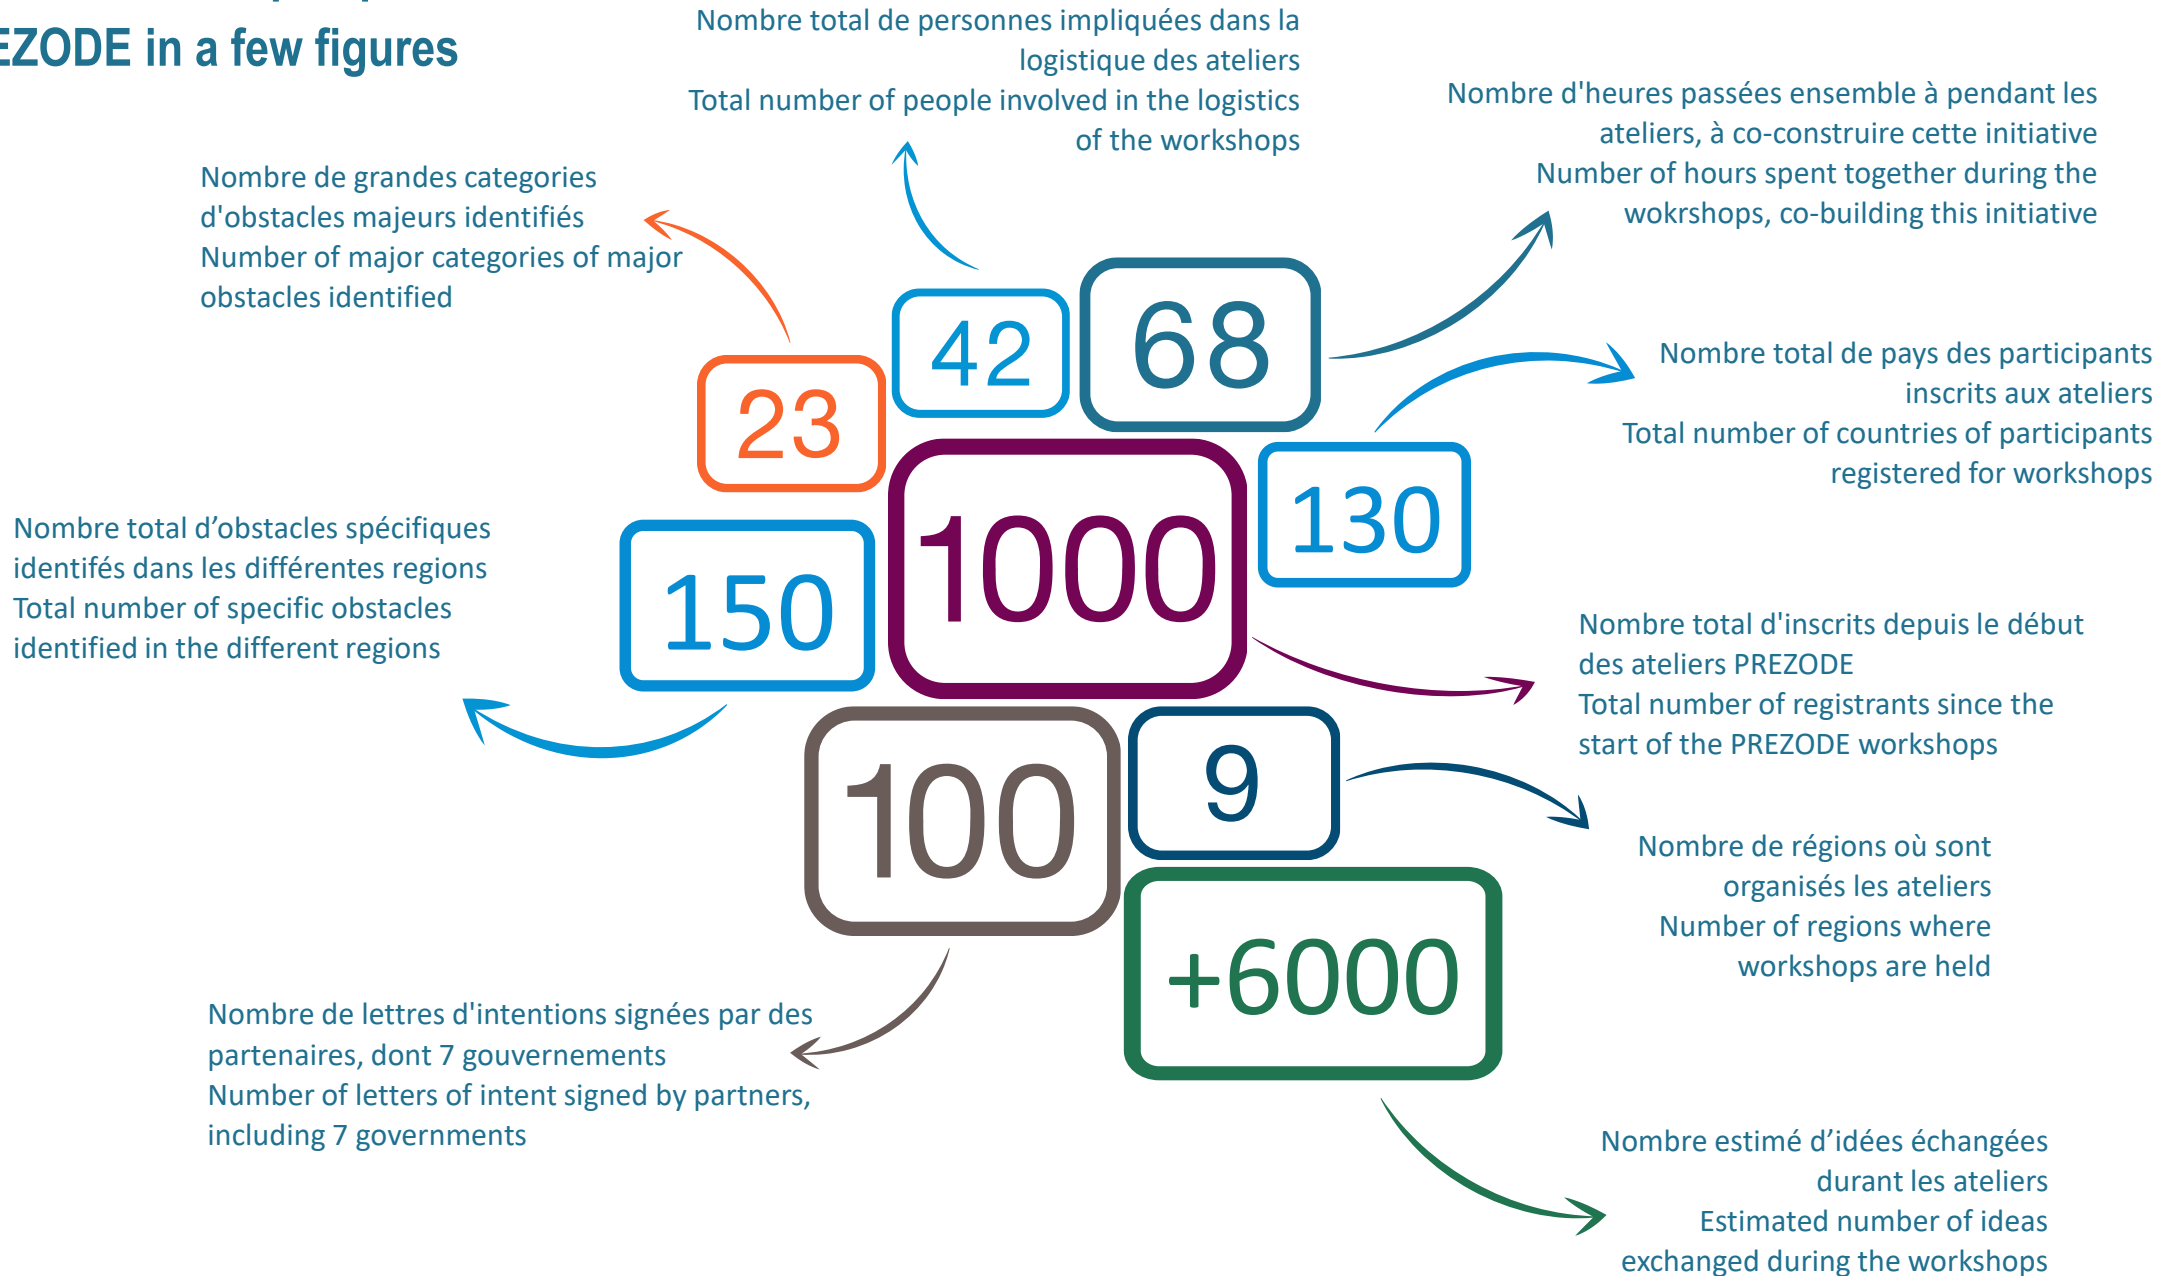 EZODE in a few figures
Nombre total de personnes impliquées dans la
logistique des ateliers
Total number of people involved in the logistics
of the workshops
Nombre d'heures passées ensemble à pendant les
ateliers, à co-construire cette initiative
Number of hours spent together during the
wokrshops, co-building this initiative
Nombre de grandes categories
d'obstacles majeurs identifiés
Number of major categories of major
obstacles identified
42
68
23
Nombre total de pays des participants
inscrits aux ateliers
Total number of countries of participants
registered for workshops
1000
130
Nombre total d’obstacles spécifiques
identifés dans les différentes regions
Total number of specific obstacles
identified in the different regions
150
Nombre total d'inscrits depuis le début
des ateliers PREZODE
Total number of registrants since the
start of the PREZODE workshops
100
9
Nombre de régions où sont
organisés les ateliers
Number of regions where
workshops are held
+6000
Nombre de lettres d'intentions signées par des
partenaires, dont 7 gouvernements
Number of letters of intent signed by partners,
including 7 governments
Nombre estimé d’idées échangées
durant les ateliers
Estimated number of ideas
exchanged during the workshops